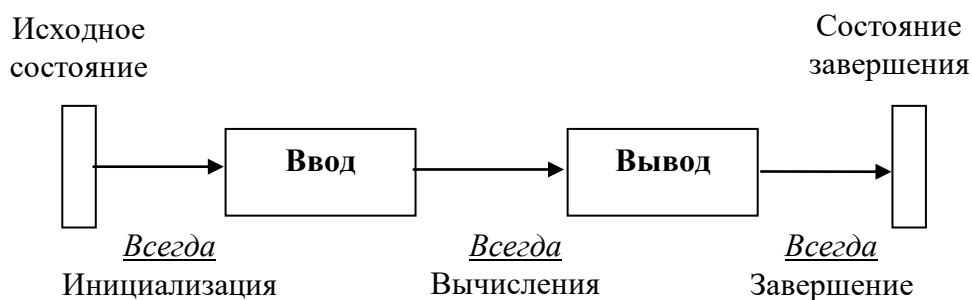 Исходное
состояние
Состояние
завершения
Ввод
Вывод
Всегда
Инициализация
Всегда
Вычисления
Всегда
Завершение